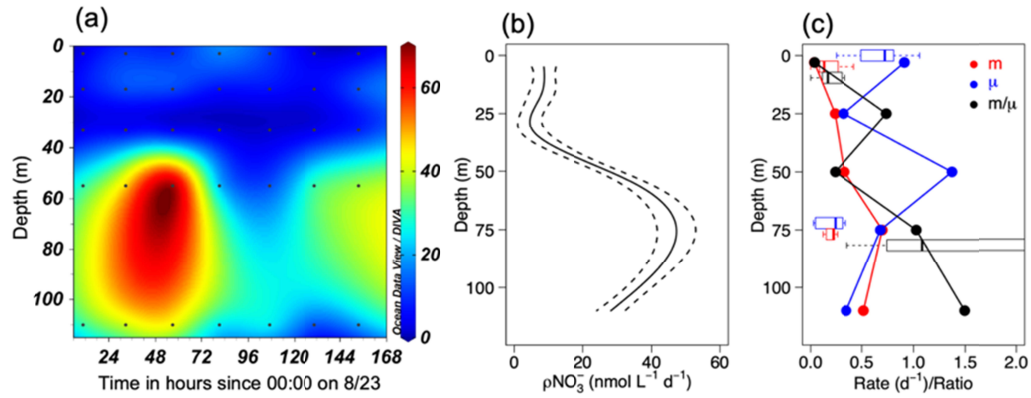 (a)
0
20
40
60
80
100
Depth (m)
24 48 72 96 120 144 168
Time in hours since 00:00 on 8/23
60
40
20
0
Ocean Data View / DIVA
(b)
0
25
50
75
100
Depth (m)
0 20 40 60
ρNO₃⁻ (nmol L⁻¹ d⁻¹)
(c)
0
25
50
75
100
Depth (m)
m
μ
m/μ
0.0 0.5 1.0 1.5 2.0
Rate (d⁻¹)/Ratio